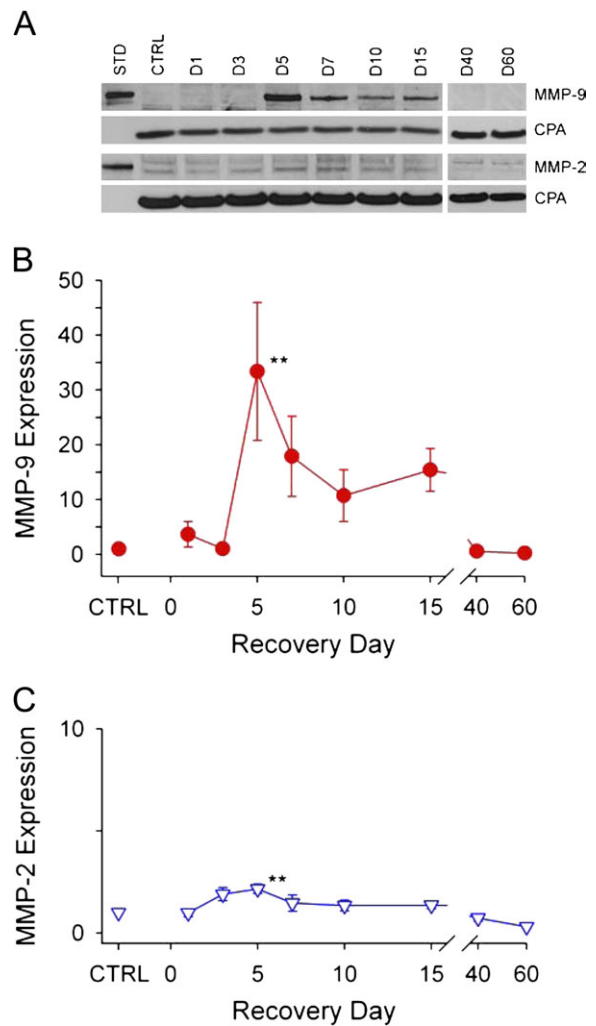 A
STD CTRL D1 D3 D5 D7 D10 D15 D40 D60
MMP-9
CPA
MMP-2
CPA
B
50
40
30
20
10
0
MMP-9 Expression
**
CTRL 0 5 10 15 40 60
Recovery Day
C
10
5
0
MMP-2 Expression
**
CTRL 0 5 10 15 40 60
Recovery Day